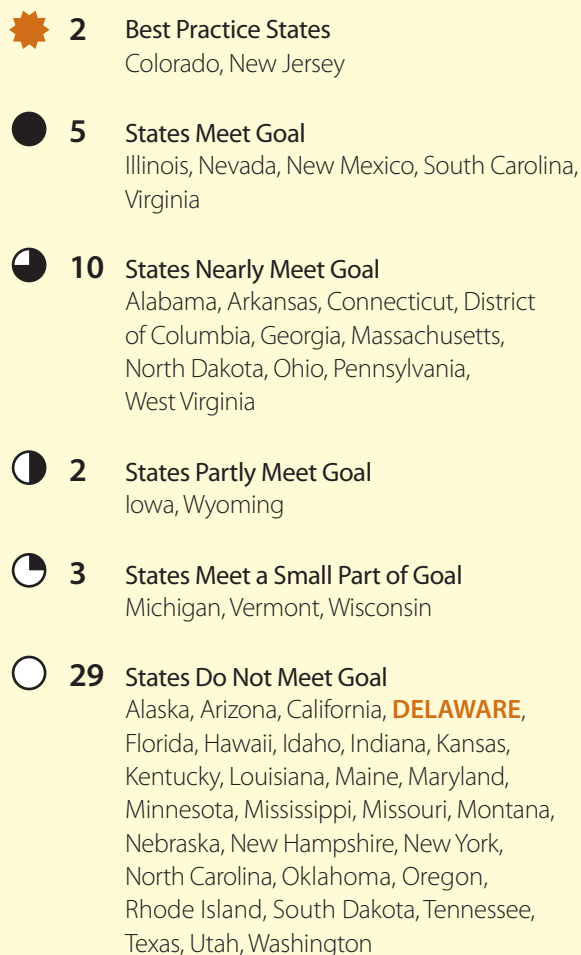 2 Best Practice States
Colorado, New Jersey
5 States Meet Goal
Illinois, Nevada, New Mexico, South Carolina,
Virginia
10 States Nearly Meet Goal
Alabama, Arkansas, Connecticut, District
of Columbia, Georgia, Massachusetts,
North Dakota, Ohio, Pennsylvania,
West Virginia
2 States Partly Meet Goal
Iowa, Wyoming
3 States Meet a Small Part of Goal
Michigan, Vermont, Wisconsin
29 States Do Not Meet Goal
Alaska, Arizona, California, DELAWARE,
Florida, Hawaii, Idaho, Indiana, Kansas,
Kentucky, Louisiana, Maine, Maryland,
Minnesota, Mississippi, Missouri, Montana,
Nebraska, New Hampshire, New York,
North Carolina, Oklahoma, Oregon,
Rhode Island, South Dakota, Tennessee,
Texas, Utah, Washington